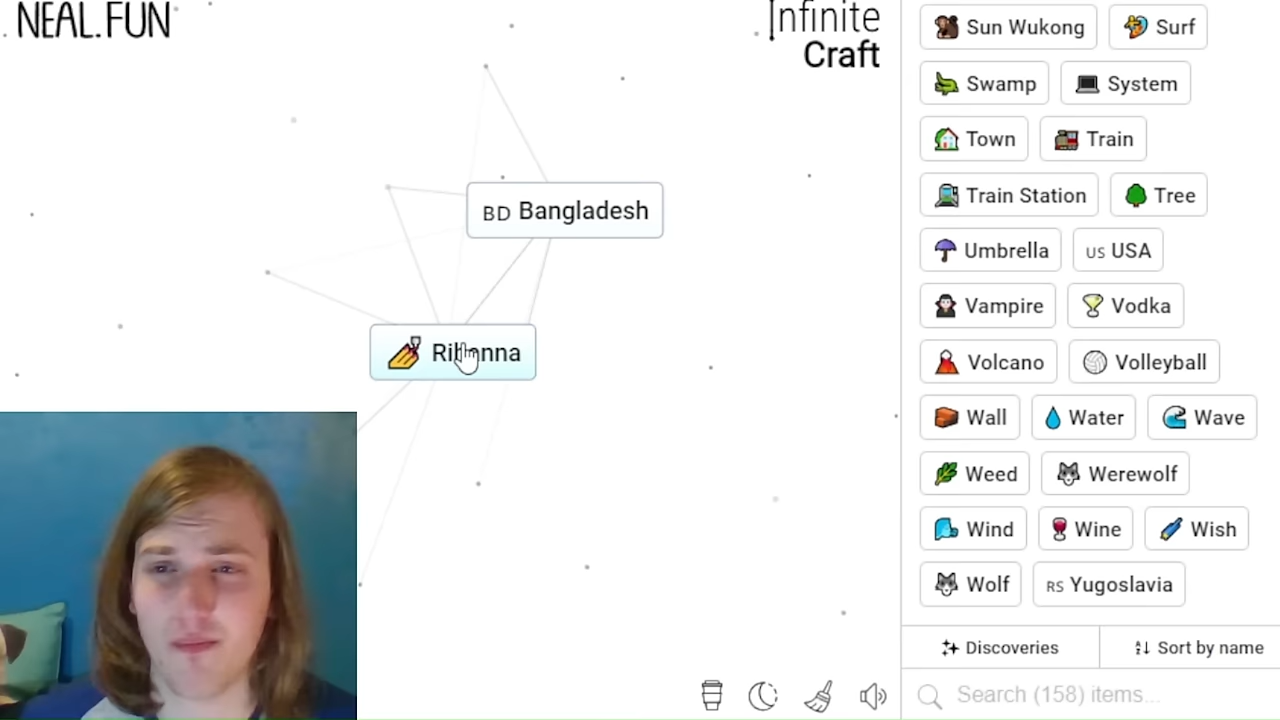 NEAL.FUN
Infinite
Craft
BD Bangladesh
Rihanna
Sun Wukong Surf
Swamp System
Town Train
Train Station Tree
Umbrella US USA
Vampire Vodka
Volcano Volleyball
Wall Water Wave
Weed Werewolf
Wind Wine Wish
Wolf RS Yugoslavia
Discoveries Sort by name
Search (158) items...